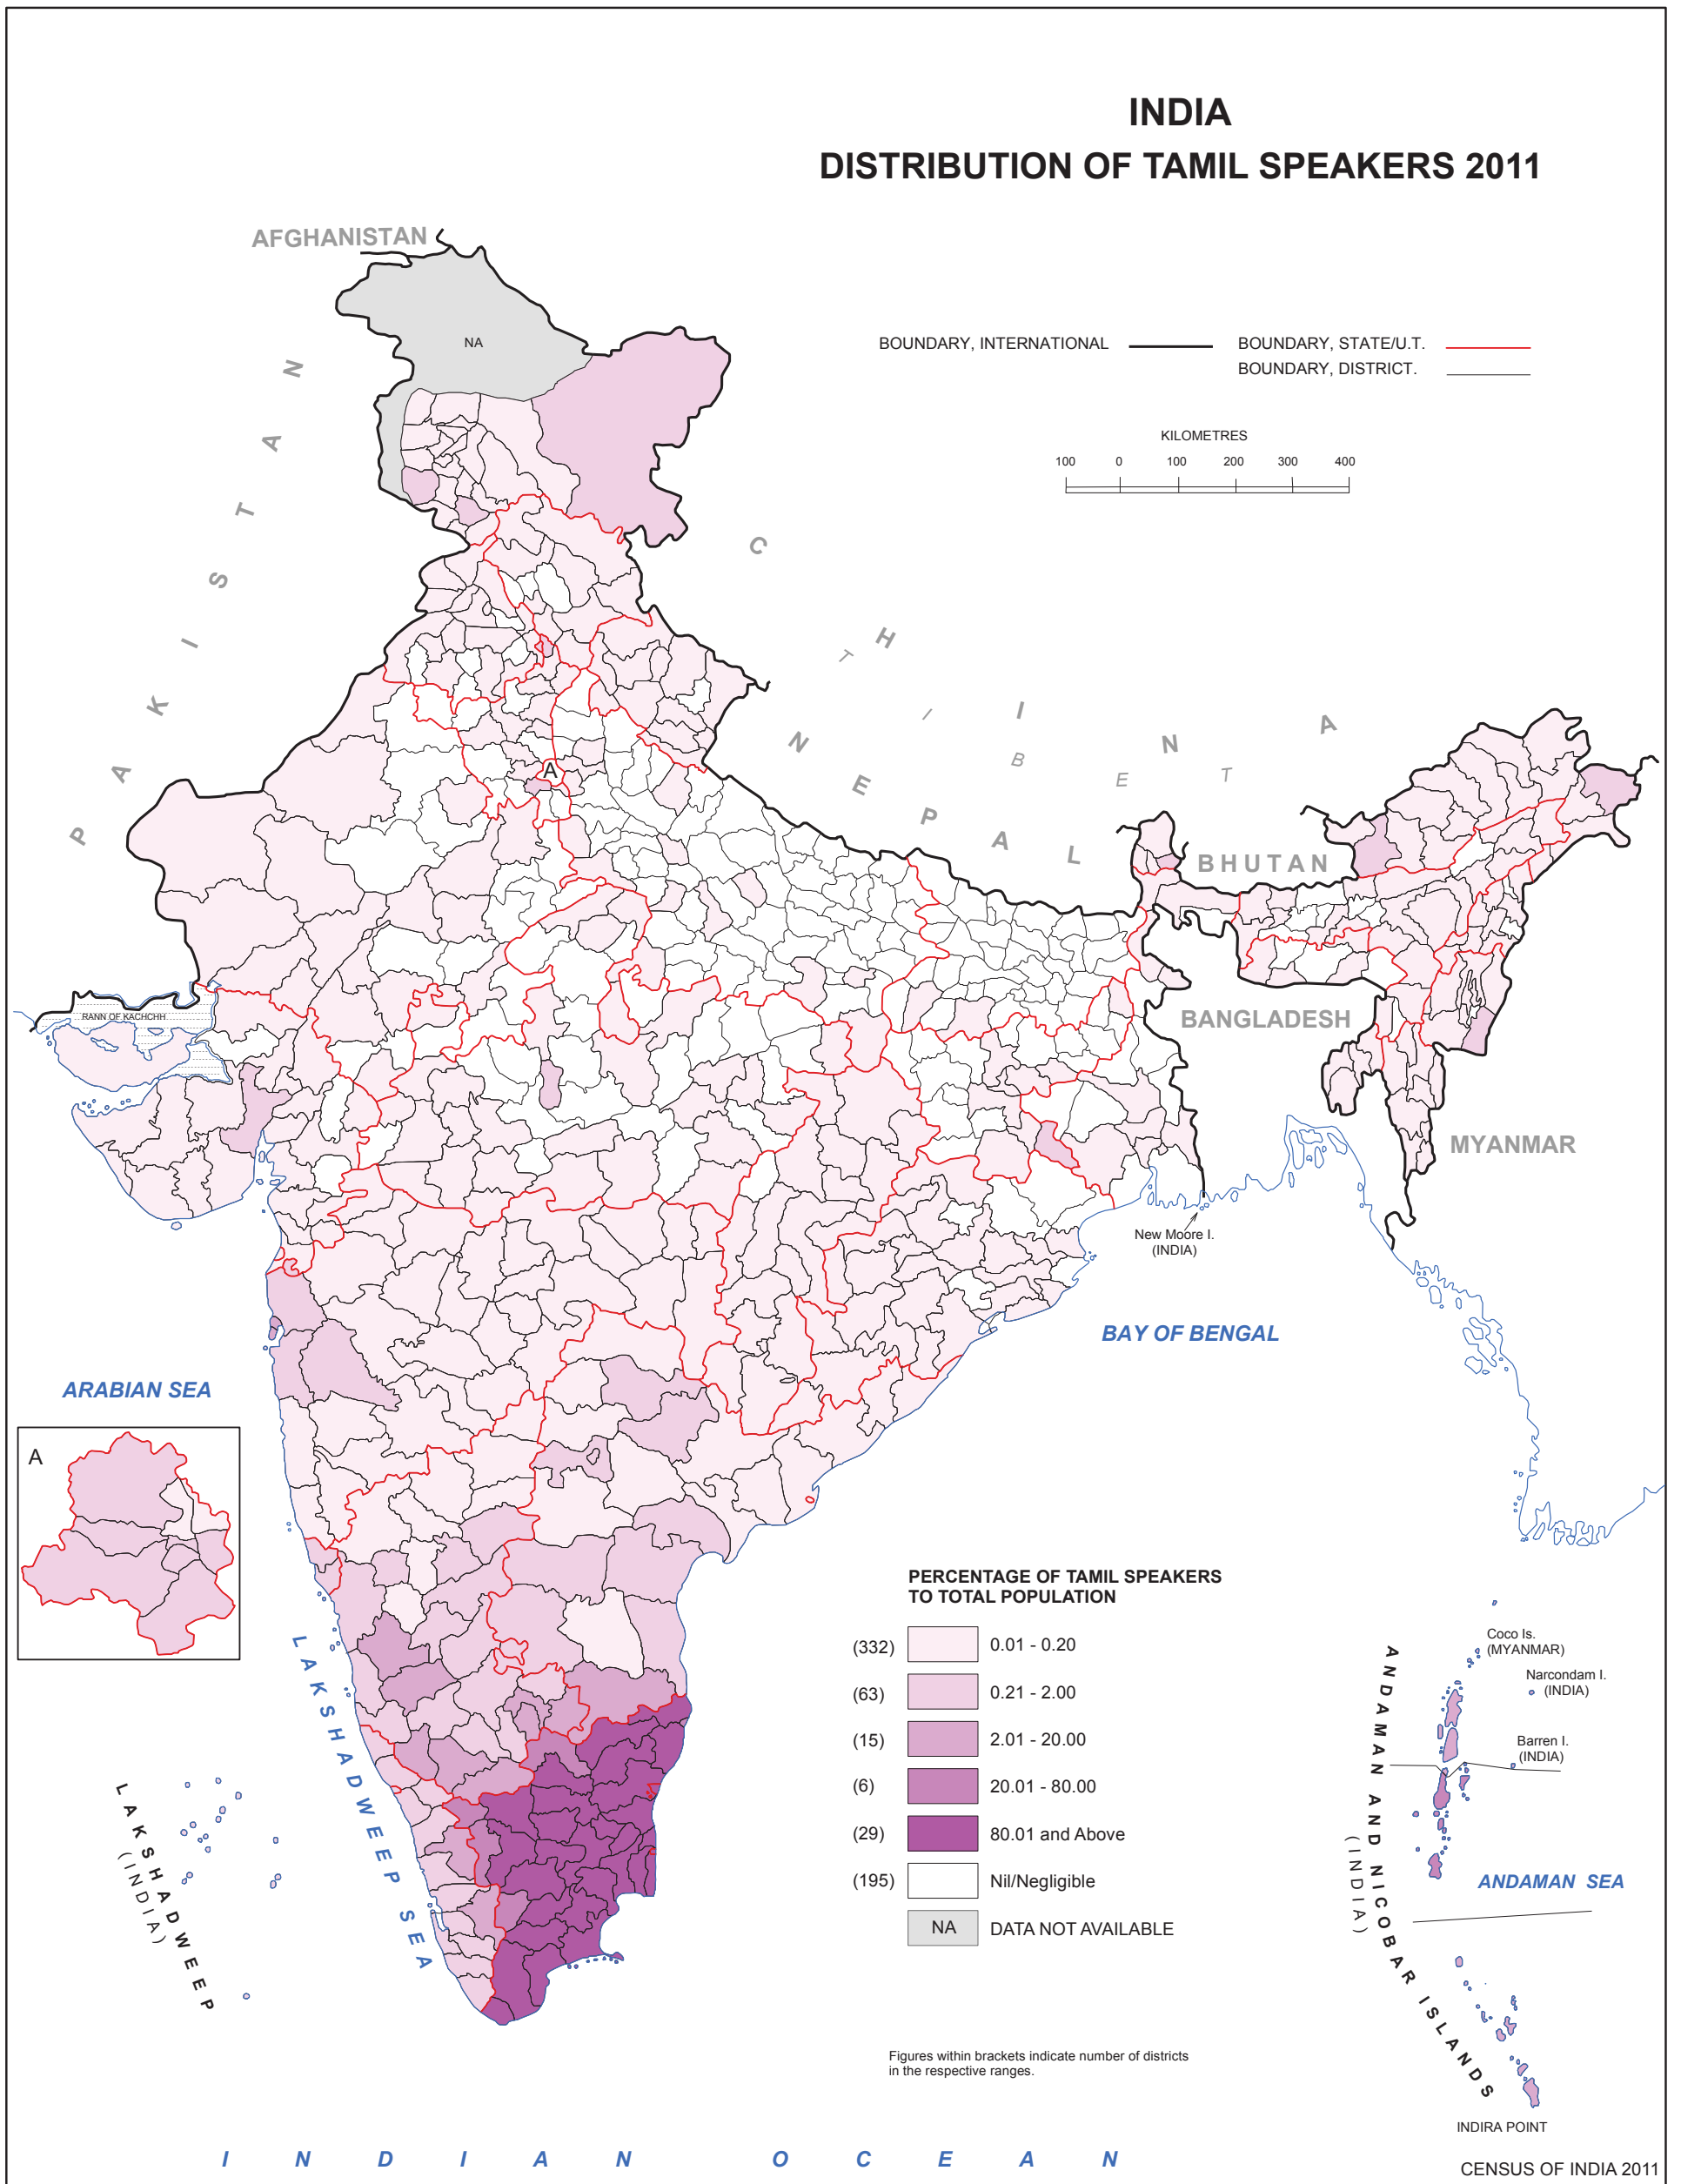 INDIA
DISTRIBUTION OF TAMIL SPEAKERS 2011
AFGHANISTAN
NA
BOUNDARY, INTERNATIONAL
BOUNDARY, STATE/U.T.
BOUNDARY, DISTRICT.
KILOMETRES
100 0 100 200 300 400
PAKISTAN
CHINA
TIBET
NEPAL
A
BHUTAN
RANN OF KACHCHH
BANGLADESH
MYANMAR
New Moore I.
(INDIA)
BAY OF BENGAL
ARABIAN SEA
A
PERCENTAGE OF TAMIL SPEAKERS
TO TOTAL POPULATION
(332) 0.01 - 0.20
(63) 0.21 - 2.00
(15) 2.01 - 20.00
(6) 20.01 - 80.00
(29) 80.01 and Above
(195) Nil/Negligible
NA DATA NOT AVAILABLE
Coco Is.
(MYANMAR)
Narcondam I.
(INDIA)
Barren I.
(INDIA)
LAKSHADWEEP SEA
LAKSHADWEEP
(INDIA)
ANDAMAN AND NICOBAR ISLANDS
(INDIA)
ANDAMAN SEA
Figures within brackets indicate number of districts
in the respective ranges.
INDIRA POINT
INDIAN OCEAN
CENSUS OF INDIA 2011